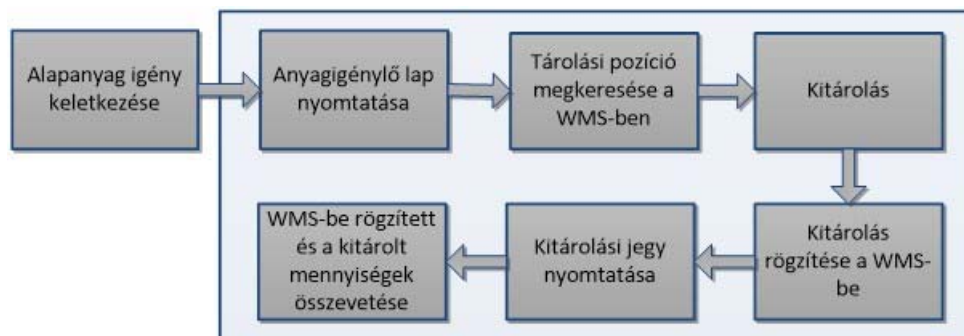 Alapanyag igény
keletkezése
Anyagigénylő lap
nyomtatása
Tárolási pozíció
megkeresése a
WMS-ben
Kitárolás
Kitárolás
rögzítése a WMS-
be
Kitárolási jegy
nyomtatása
WMS-be rögzített
és a kitárolt
mennyiségek
összevetése